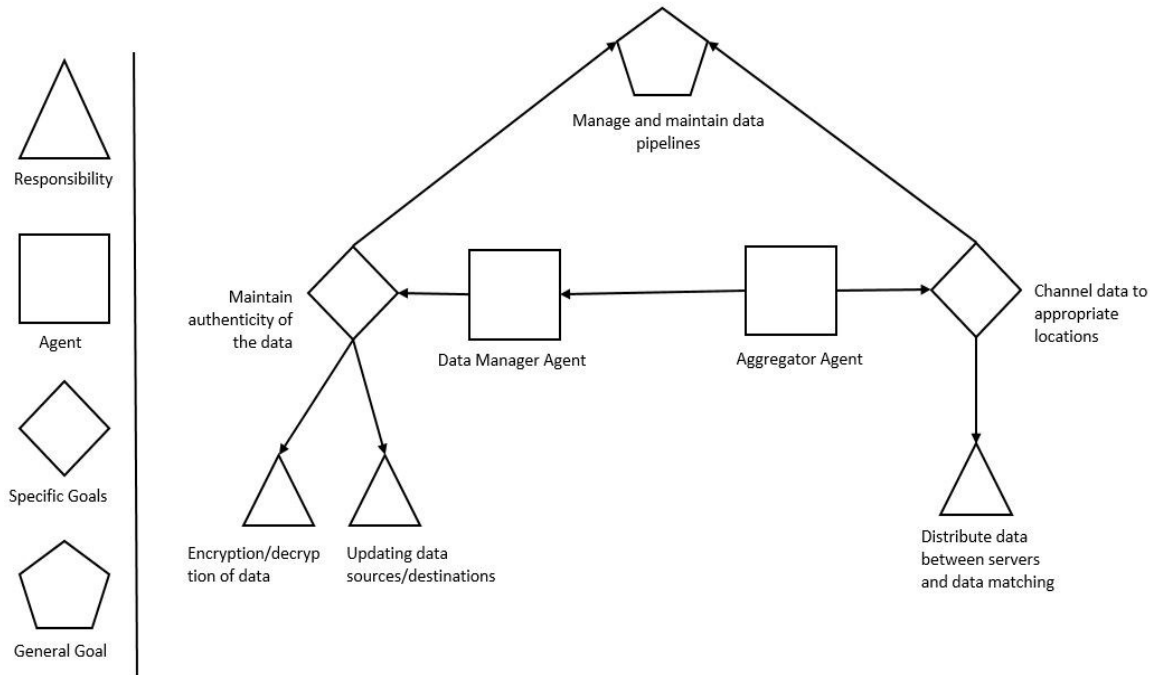 Responsibility
Agent
Specific Goals
General Goal
Manage and maintain data
pipelines
Maintain
authenticity of
the data
Data Manager Agent
Aggregator Agent
Channel data to
appropriate
locations
Encryption/decryp
tion of data
Updating data
sources/destinations
Distribute data
between servers
and data matching